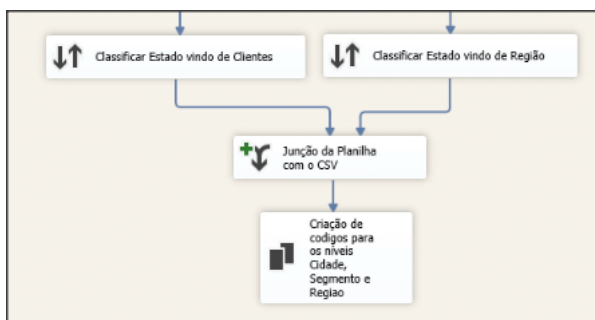 Classificar Estado vindo de Clientes
Classificar Estado vindo de Região
Junção da Planilha
com o CSV
Criação de
codigos para
os níveis
Cidade,
Segmento e
Regiao